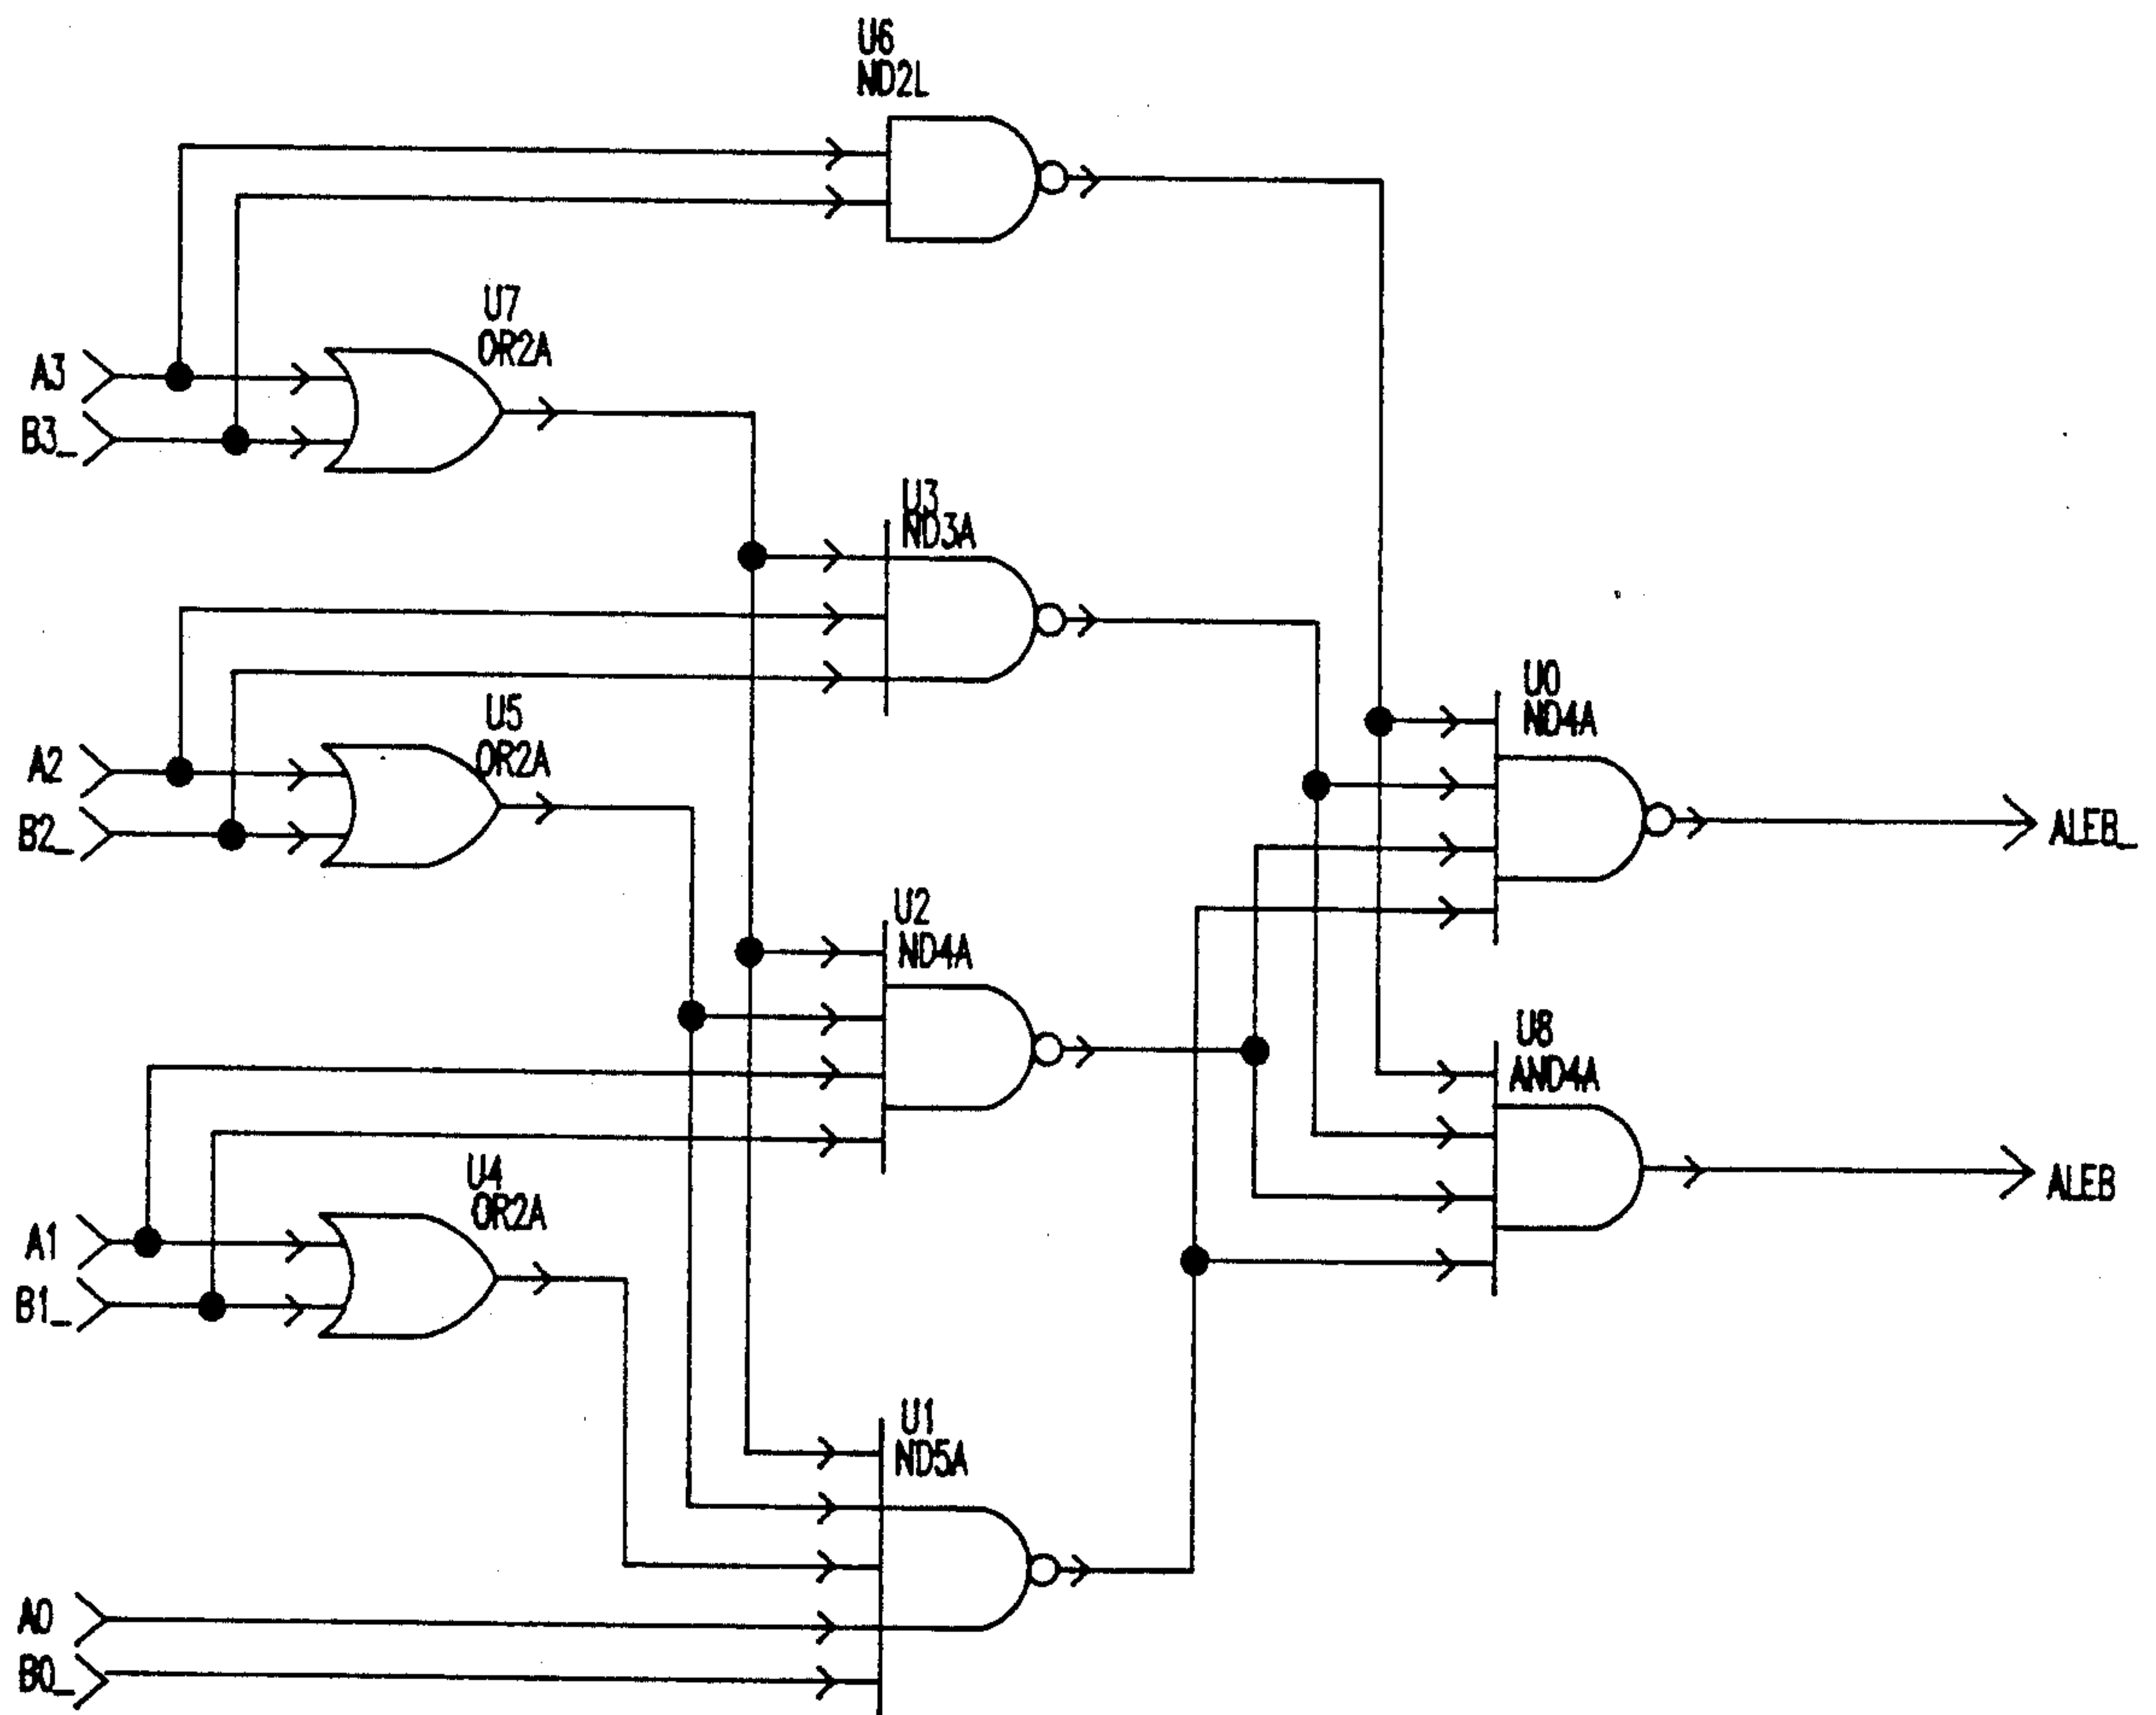 U6
ND2L
U7
OR2A
A3
B3_
U3
ND3A
U5
OR2A
A2
B2_
U0
ND4A
ALEB_
U2
ND4A
U8
AND4A
U4
OR2A
ALEB
A1
B1_
U1
ND5A
A0
B0_